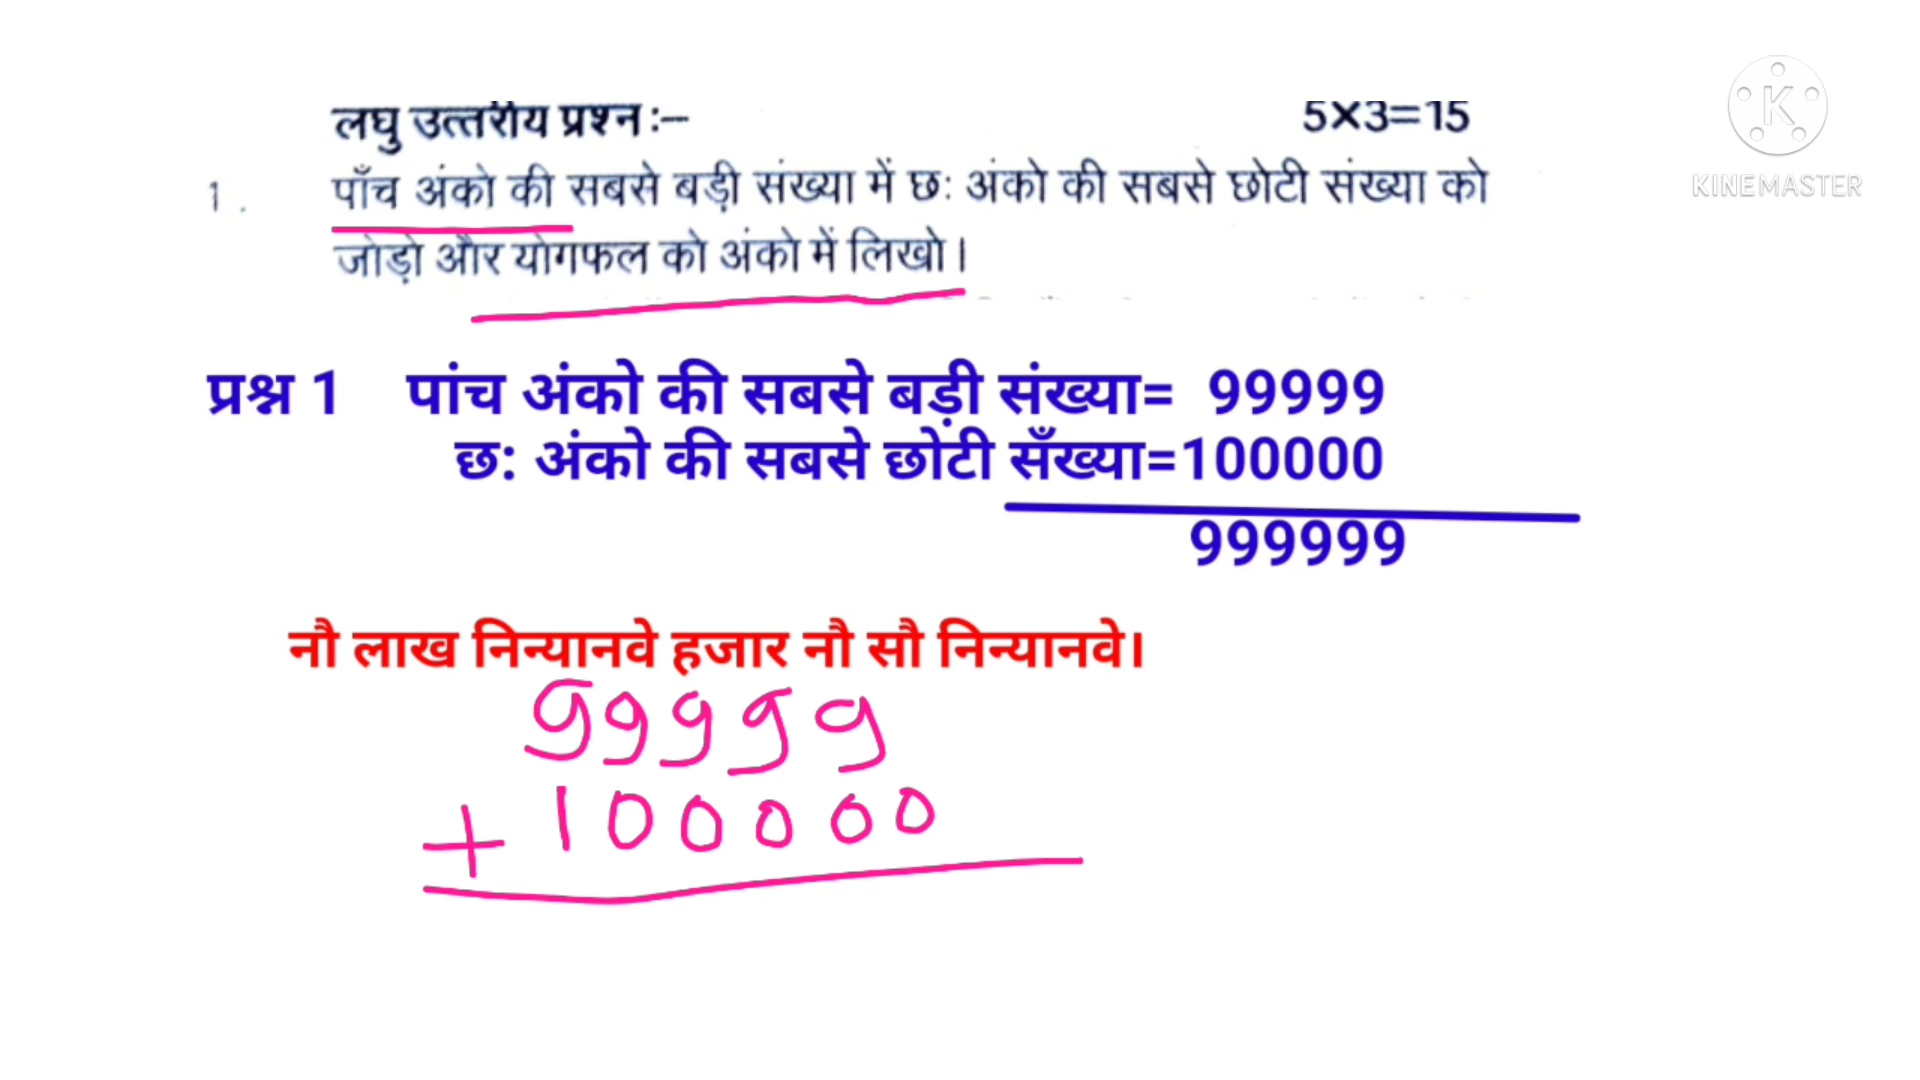 लघु उत्तरीय प्रश्न :— 5×3=15
1. पाँच अंको की सबसे बड़ी संख्या में छः अंको की सबसे छोटी संख्या को
जोड़ो और योगफल को अंको में लिखो।
प्रश्न 1 पांच अंको की सबसे बड़ी संख्या= 99999
छ: अंको की सबसे छोटी सँख्या=100000
999999
नौ लाख निन्यानवे हजार नौ सौ निन्यानवे।
99999
+ 100000
K
KINEMASTER